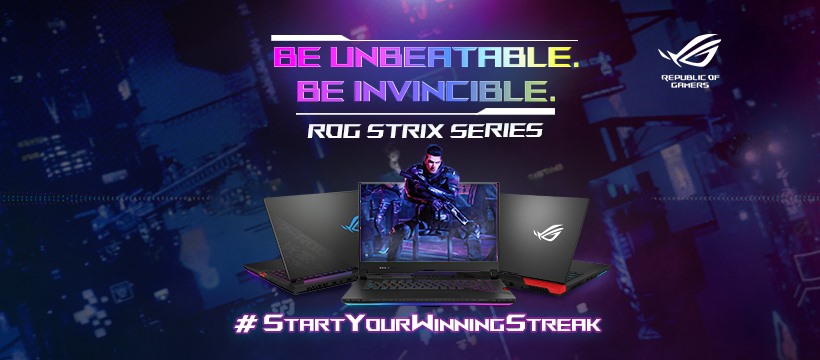 BE UNBEATABLE.
BE INVINCIBLE.
ROG STRIX SERIES
REPUBLIC OF
GAMERS
# STARTYOURWINNINGSTREAK